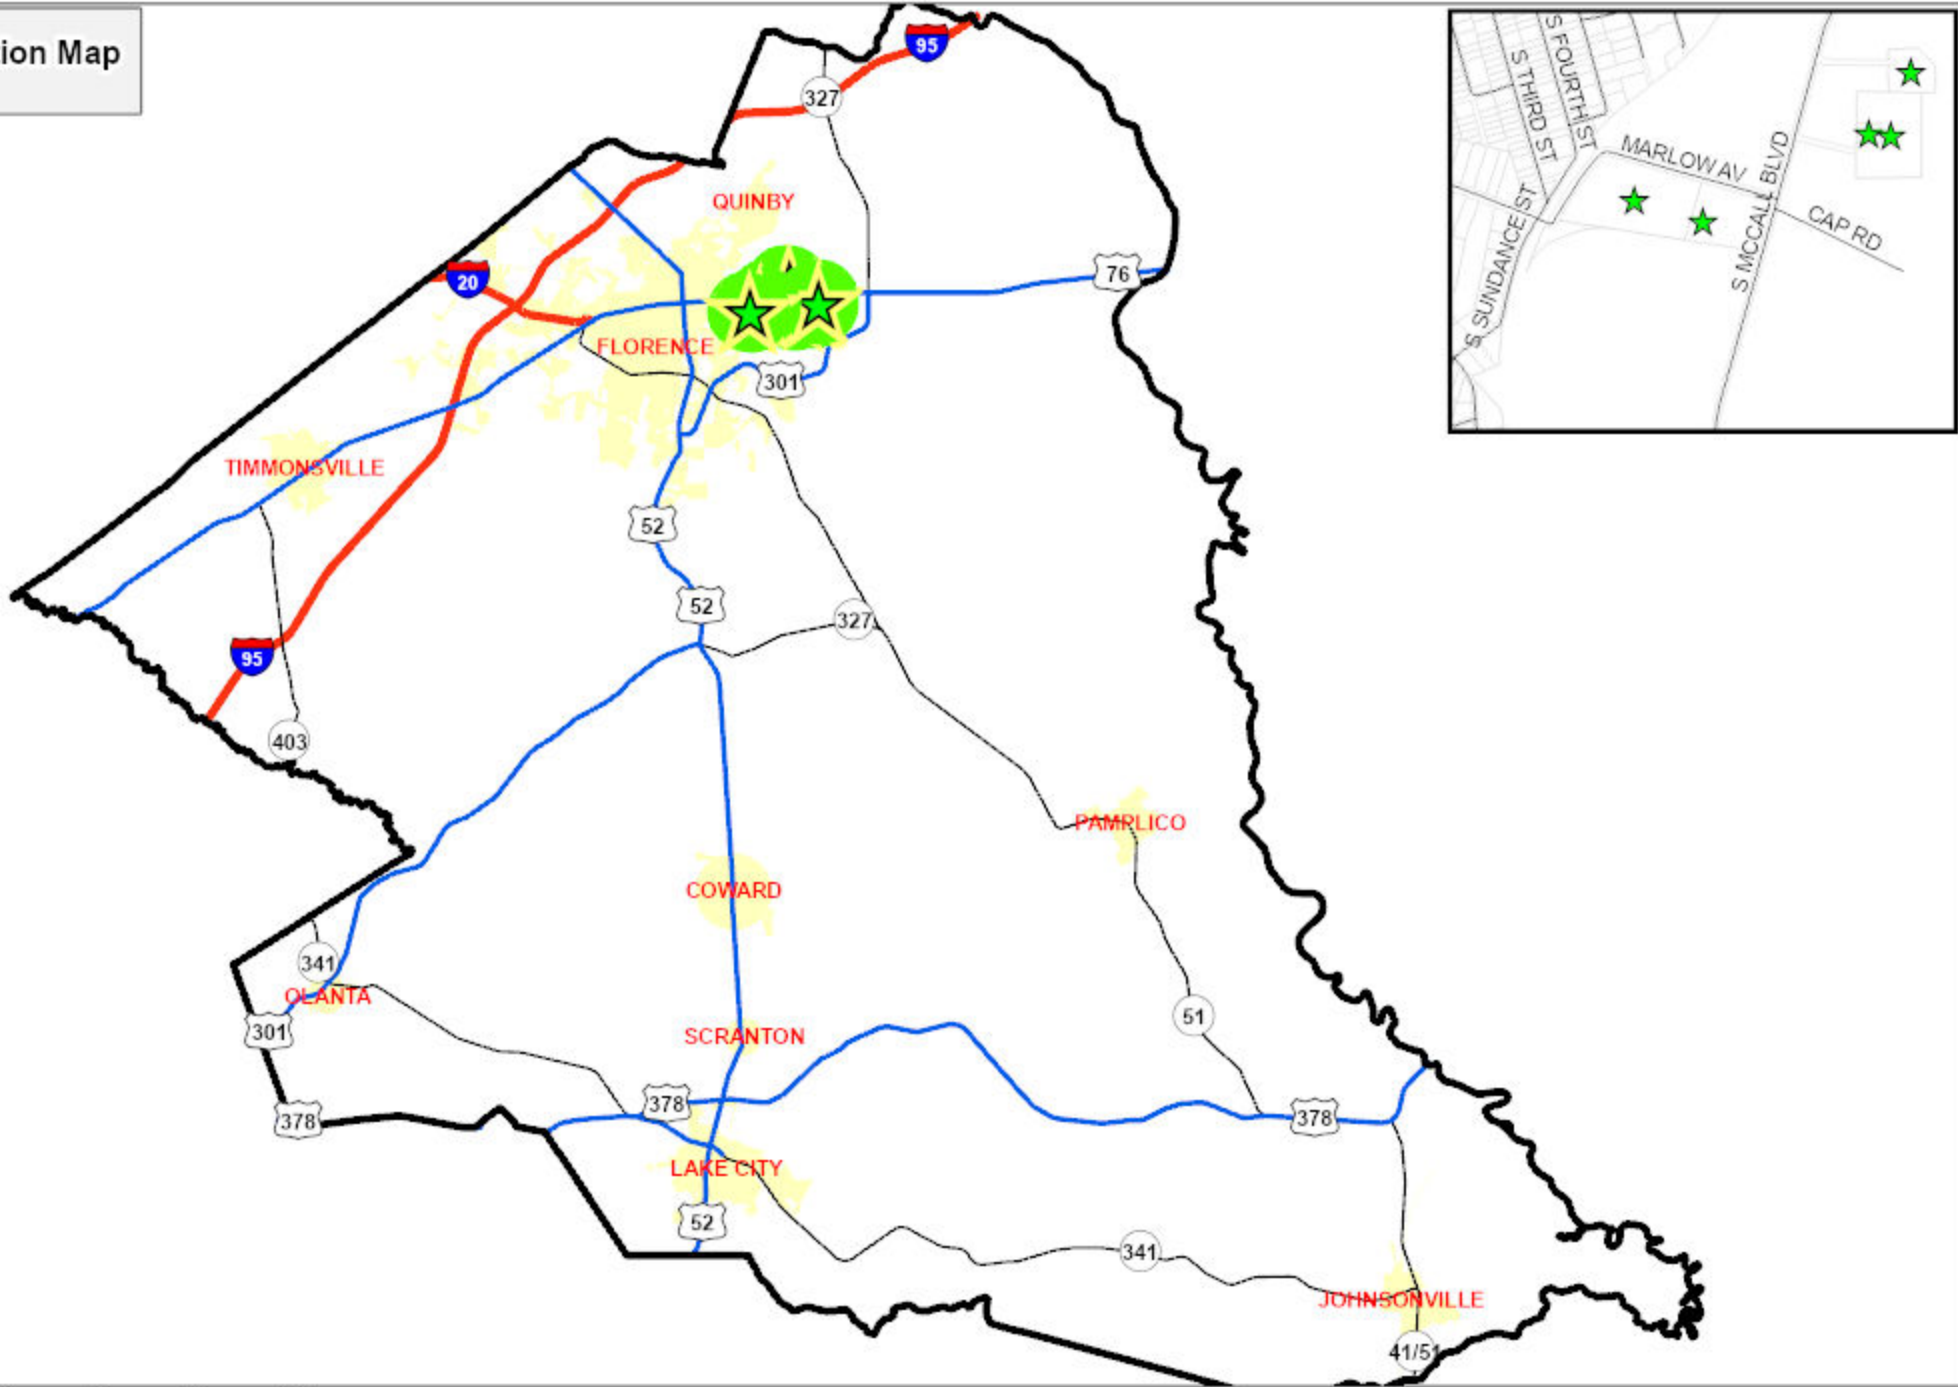 ion Map
95
327
QUINBY
20
76
FLORENCE
301
TIMMONSVILLE
52
52
327
95
403
PAMPLICO
COWARD
341
OLANTA
301
51
SCRANTON
378
378
378
LAKE CITY
52
341
JOHNSONVILLE
41/51
S FOURTH ST
S THIRD ST
MARLOW AV
S MCCALL BLVD
CAP RD
S SUNDANCE ST